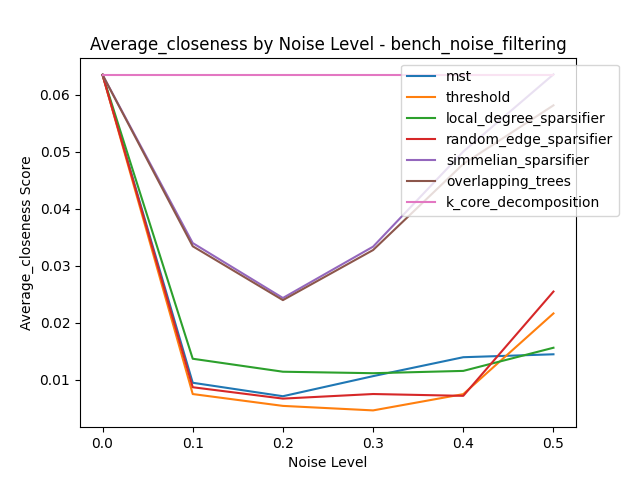 Average_closeness by Noise Level - bench_noise_filtering
mst
threshold
local_degree_sparsifier
random_edge_sparsifier
simmelian_sparsifier
overlapping_trees
k_core_decomposition
Average_closeness Score
0.06
0.05
0.04
0.03
0.02
0.01
0.0 0.1 0.2 0.3 0.4 0.5
Noise Level